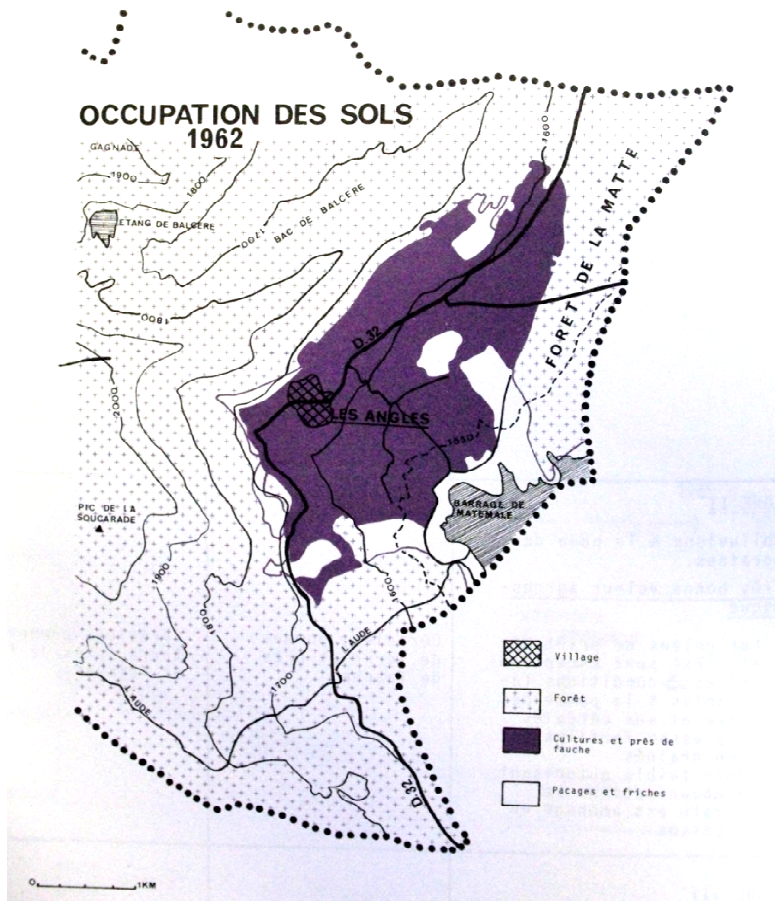 OCCUPATION DES SOLS
1962
GAGNADE
1900
1800
1600
ETANG DE BALCERE
BAC DE BALCERE
1700
FORET DE LA MATTE
1800
D.32
2000
LES ANGLES
1550
BARRAGE DE
MATEMALE
PIC DE LA
SOUCARADE
1900
1800
1600
L'AUDE
1700
L'AUDE
D.32
Village
Forêt
Cultures et près de
fauche
Pacages et friches
0 1KM